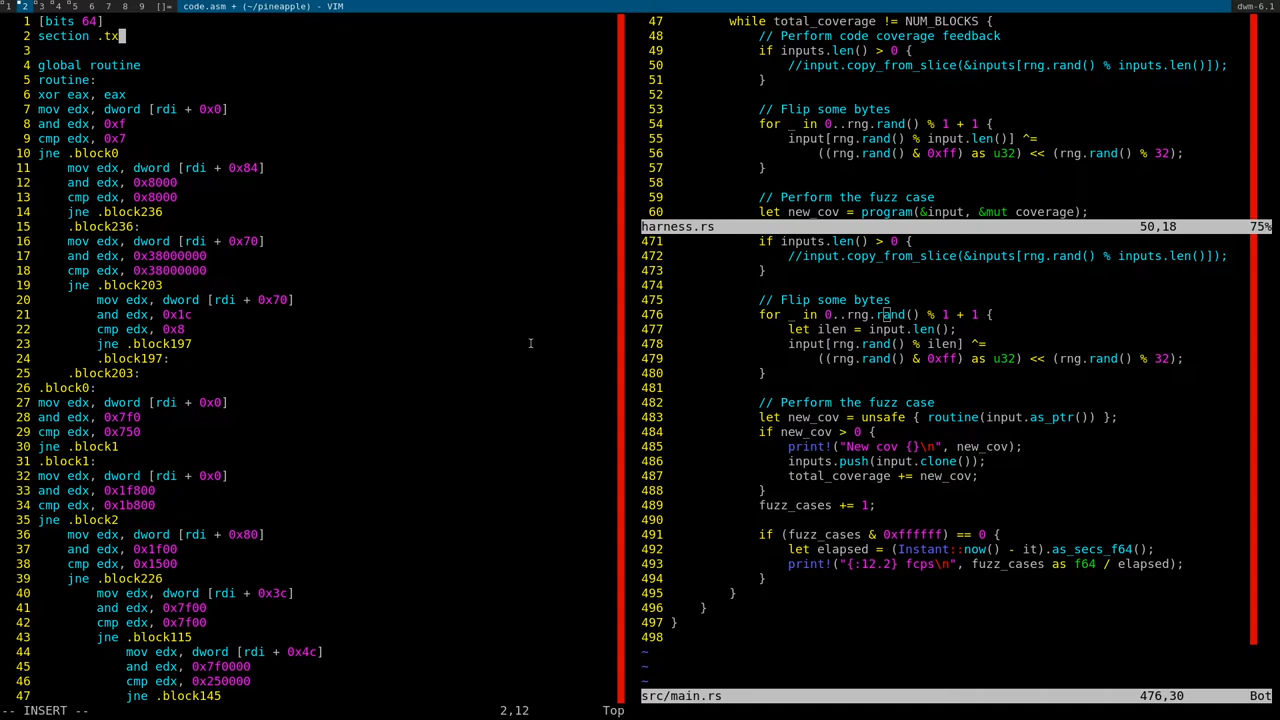 1 2 3 4 5 6 7 8 9 []= code.asm + (~/pineapple) - VIM dwm-6.1
1 [bits 64]
2 section .tx
3
4 global routine
5 routine:
6 xor eax, eax
7 mov edx, dword [rdi + 0x0]
8 and edx, 0xf
9 cmp edx, 0x7
10 jne .block0
11     mov edx, dword [rdi + 0x84]
12     and edx, 0x8000
13     cmp edx, 0x8000
14     jne .block236
15     .block236:
16     mov edx, dword [rdi + 0x70]
17     and edx, 0x38000000
18     cmp edx, 0x38000000
19     jne .block203
20         mov edx, dword [rdi + 0x70]
21         and edx, 0x1c
22         cmp edx, 0x8
23         jne .block197
24         .block197:
25     .block203:
26 .block0:
27 mov edx, dword [rdi + 0x0]
28 and edx, 0x7f0
29 cmp edx, 0x750
30 jne .block1
31 .block1:
32 mov edx, dword [rdi + 0x0]
33 and edx, 0x1f800
34 cmp edx, 0x1b800
35 jne .block2
36     mov edx, dword [rdi + 0x80]
37     and edx, 0x1f00
38     cmp edx, 0x1500
39     jne .block226
40         mov edx, dword [rdi + 0x3c]
41         and edx, 0x7f00
42         cmp edx, 0x7f00
43         jne .block115
44             mov edx, dword [rdi + 0x4c]
45             and edx, 0x7f0000
46             cmp edx, 0x250000
47             jne .block145
-- INSERT -- 2,12 Top
47         while total_coverage != NUM_BLOCKS {
48             // Perform code coverage feedback
49             if inputs.len() > 0 {
50                 //input.copy_from_slice(&inputs[rng.rand() % inputs.len()]);
51             }
52
53             // Flip some bytes
54             for _ in 0..rng.rand() % 1 + 1 {
55                 input[rng.rand() % input.len()] ^=
56                     ((rng.rand() & 0xff) as u32) << (rng.rand() % 32);
57             }
58
59             // Perform the fuzz case
60             let new_cov = program(&input, &mut coverage);
harness.rs 50,18 75%
471             if inputs.len() > 0 {
472                 //input.copy_from_slice(&inputs[rng.rand() % inputs.len()]);
473             }
474
475             // Flip some bytes
476             for _ in 0..rng.rand() % 1 + 1 {
477                 let ilen = input.len();
478                 input[rng.rand() % ilen] ^=
479                     ((rng.rand() & 0xff) as u32) << (rng.rand() % 32);
480             }
481
482             // Perform the fuzz case
483             let new_cov = unsafe { routine(input.as_ptr()) };
484             if new_cov > 0 {
485                 print!("New cov {}\n", new_cov);
486                 inputs.push(input.clone());
487                 total_coverage += new_cov;
488             }
489             fuzz_cases += 1;
490
491             if (fuzz_cases & 0xffffff) == 0 {
492                 let elapsed = (Instant::now() - it).as_secs_f64();
493                 print!("{:12.2} fcps\n", fuzz_cases as f64 / elapsed);
494             }
495         }
496     }
497 }
498
~
~
~
src/main.rs 476,30 Bot